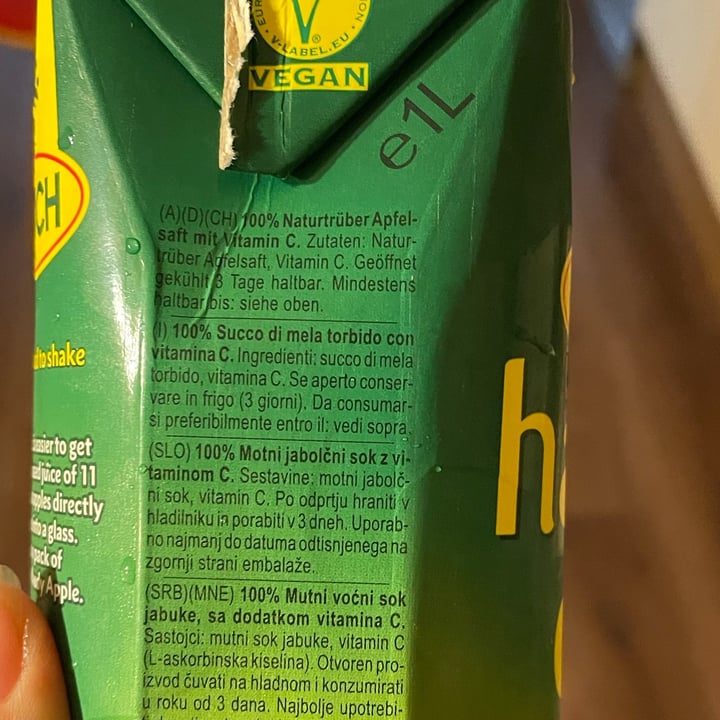 V-LABEL.EU
VEGAN
e1L
CH
(A)(D)(CH) 100% Naturtrüber Apfel-
saft mit Vitamin C. Zutaten: Natur-
trüber Apfelsaft, Vitamin C. Geöffnet
gekühlt 3 Tage haltbar. Mindestens
haltbar bis: siehe oben.
(I) 100% Succo di mela torbido con
vitamina C. Ingredienti: succo di mela
torbido, vitamina C. Se aperto conser-
vare in frigo (3 giorni). Da consumar-
si preferibilmente entro il: vedi sopra.
(SLO) 100% Motni jabolčni sok z vi-
taminom C. Sestavine: motni jabolč-
ni sok, vitamin C. Po odprtju hraniti v
hladilniku in porabiti v 3 dneh. Uporab-
no najmanj do datuma odtisnjenega na
zgornji strani embalaže.
(SRB)(MNE) 100% Mutni voćni sok
jabuke, sa dodatkom vitamina C.
Sastojci: mutni sok jabuke, vitamin C
(L-askorbinska kiselina). Otvoren pro-
izvod čuvati na hladnom i konzumirati
u roku od 3 dana. Najbolje upotrebi-
to shake
easier to get
juice of 11
apples directly
into a glass.
pack of
Apple.
h